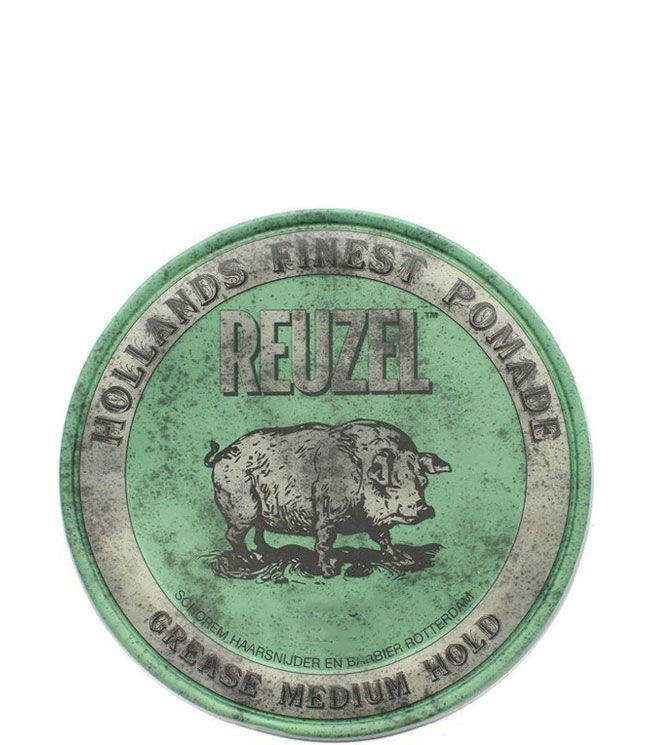 HOLLANDS FINEST POMADE
REUZEL™
SCHOREM HAARSNIJDER EN BARBIER ROTTERDAM
GREASE MEDIUM HOLD